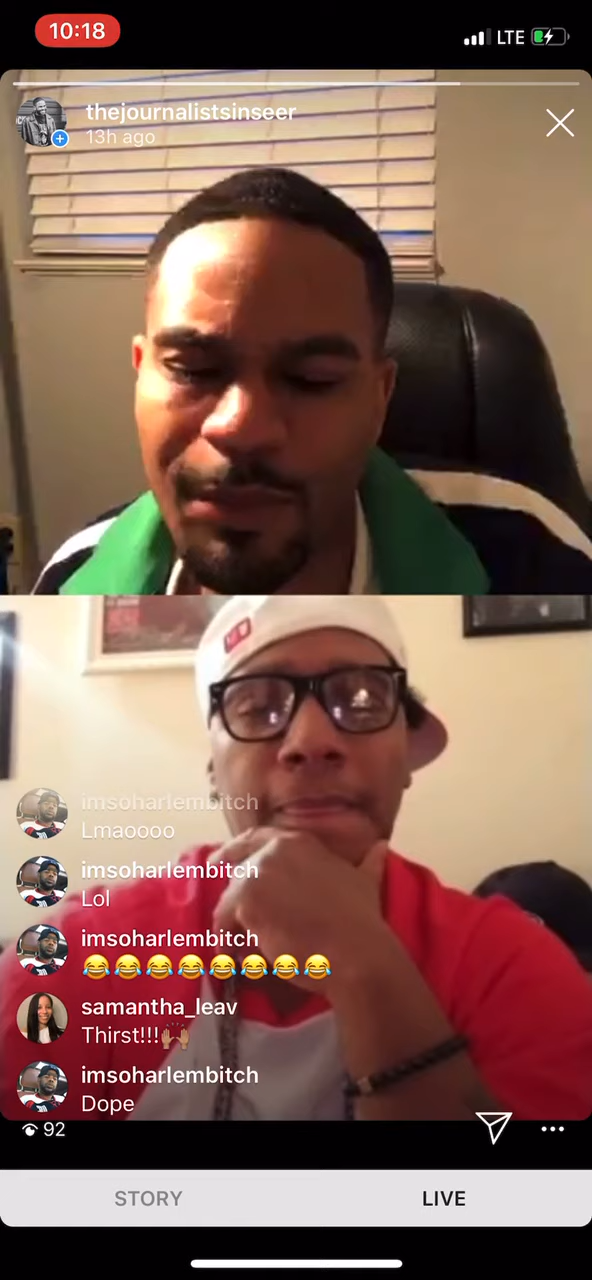 10:18
LTE
thejournalistsinseer
13h ago
imsoharlembitch
Lmaoooo
imsoharlembitch
Lol
imsoharlembitch
😂😂😂😂😂😂😂😂
samantha_leav
Thirst!!!🙌🏽
imsoharlembitch
Dope
92
STORY
LIVE